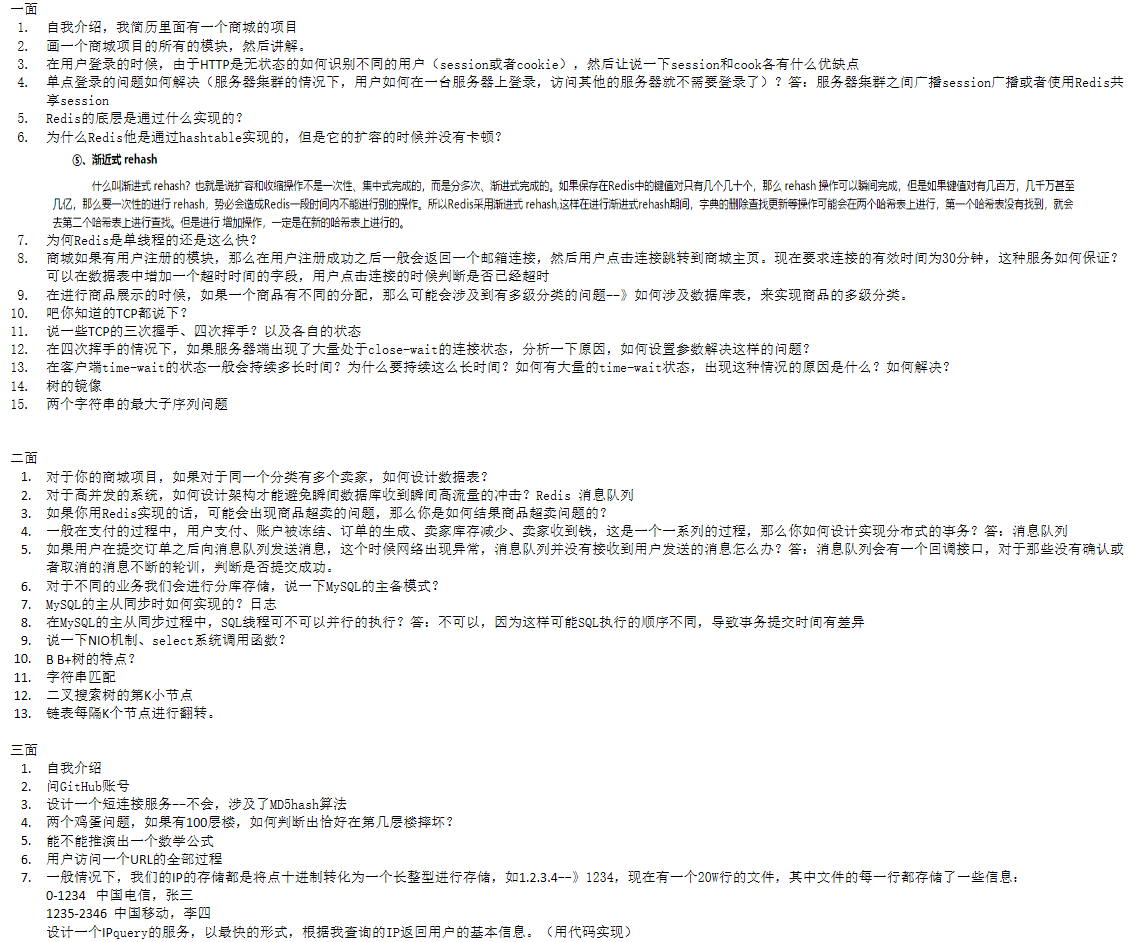 一面
1. 自我介绍，我简历里面有一个商城的项目
2. 画一个商城项目的所有的模块，然后讲解。
3. 在用户登录的时候，由于HTTP是无状态的如何识别不同的用户（session或者cookie），然后让说一下session和cook各有什么优缺点
4. 单点登录的问题如何解决（服务器集群的情况下，用户如何在一台服务器上登录，访问其他的服务器就不需要登录了）？答：服务器集群之间广播session广播或者使用Redis共
享session
5. Redis的底层是通过什么实现的？
6. 为什么Redis他是通过hashtable实现的，但是它的扩容的时候并没有卡顿？
⑤、渐近式 rehash
什么叫渐进式 rehash？也就是说扩容和收缩操作不是一次性、集中式完成的，而是分多次、渐进式完成的。如果保存在Redis中的键值对只有几个几十个，那么 rehash 操作可以瞬间完成，但是如果键值对有几百万，几千万甚至
几亿，那么要一次性的进行 rehash，势必会造成Redis一段时间内不能进行别的操作。所以Redis采用渐进式 rehash,这样在进行渐进式rehash期间，字典的删除查找更新等操作可能会在两个哈希表上进行，第一个哈希表没有找到，就会
去第二个哈希表上进行查找。但是进行 增加操作，一定是在新的哈希表上进行的。
7. 为何Redis是单线程的还是这么快？
8. 商城如果有用户注册的模块，那么在用户注册成功之后一般会返回一个邮箱连接，然后用户点击连接跳转到商城主页。现在要求连接的有效时间为30分钟，这种服务如何保证？
可以在数据表中增加一个超时时间的字段，用户点击连接的时候判断是否已经超时
9. 在进行商品展示的时候，如果一个商品有不同的分配，那么可能会涉及到有多级分类的问题--》如何涉及数据库表，来实现商品的多级分类。
10. 吧你知道的TCP都说下？
11. 说一些TCP的三次握手、四次挥手？以及各自的状态
12. 在四次挥手的情况下，如果服务器端出现了大量处于close-wait的连接状态，分析一下原因，如何设置参数解决这样的问题？
13. 在客户端time-wait的状态一般会持续多长时间？为什么要持续这么长时间？如何有大量的time-wait状态，出现这种情况的原因是什么？如何解决？
14. 树的镜像
15. 两个字符串的最大子序列问题
二面
1. 对于你的商城项目，如果对于同一个分类有多个卖家，如何设计数据表？
2. 对于高并发的系统，如何设计架构才能避免瞬间数据库收到瞬间高流量的冲击？Redis 消息队列
3. 如果你用Redis实现的话，可能会出现商品超卖的问题，那么你是如何结果商品超卖问题的？
4. 一般在支付的过程中，用户支付、账户被冻结、订单的生成、卖家库存减少、卖家收到钱，这是一个一系列的过程，那么你如何设计实现分布式的事务？答：消息队列
5. 如果用户在提交订单之后向消息队列发送消息，这个时候网络出现异常，消息队列并没有接收到用户发送的消息怎么办？答：消息队列会有一个回调接口，对于那些没有确认或
者取消的消息不断的轮训，判断是否提交成功。
6. 对于不同的业务我们会进行分库存储，说一下MySQL的主备模式？
7. MySQL的主从同步时如何实现的？日志
8. 在MySQL的主从同步过程中，SQL线程可不可以并行的执行？答：不可以，因为这样可能SQL执行的顺序不同，导致事务提交时间有差异
9. 说一下NIO机制、select系统调用函数？
10. B B+树的特点？
11. 字符串匹配
12. 二叉搜索树的第K小节点
13. 链表每隔K个节点进行翻转。
三面
1. 自我介绍
2. 问GitHub账号
3. 设计一个短连接服务--不会，涉及了MD5hash算法
4. 两个鸡蛋问题，如果有100层楼，如何判断出恰好在第几层楼摔坏？
5. 能不能推演出一个数学公式
6. 用户访问一个URL的全部过程
7. 一般情况下，我们的IP的存储都是将点十进制转化为一个长整型进行存储，如1.2.3.4--》1234，现在有一个20W行的文件，其中文件的每一行都存储了一些信息：
0-1234 中国电信，张三
1235-2346 中国移动，李四
设计一个IPquery的服务，以最快的形式，根据我查询的IP返回用户的基本信息。（用代码实现）